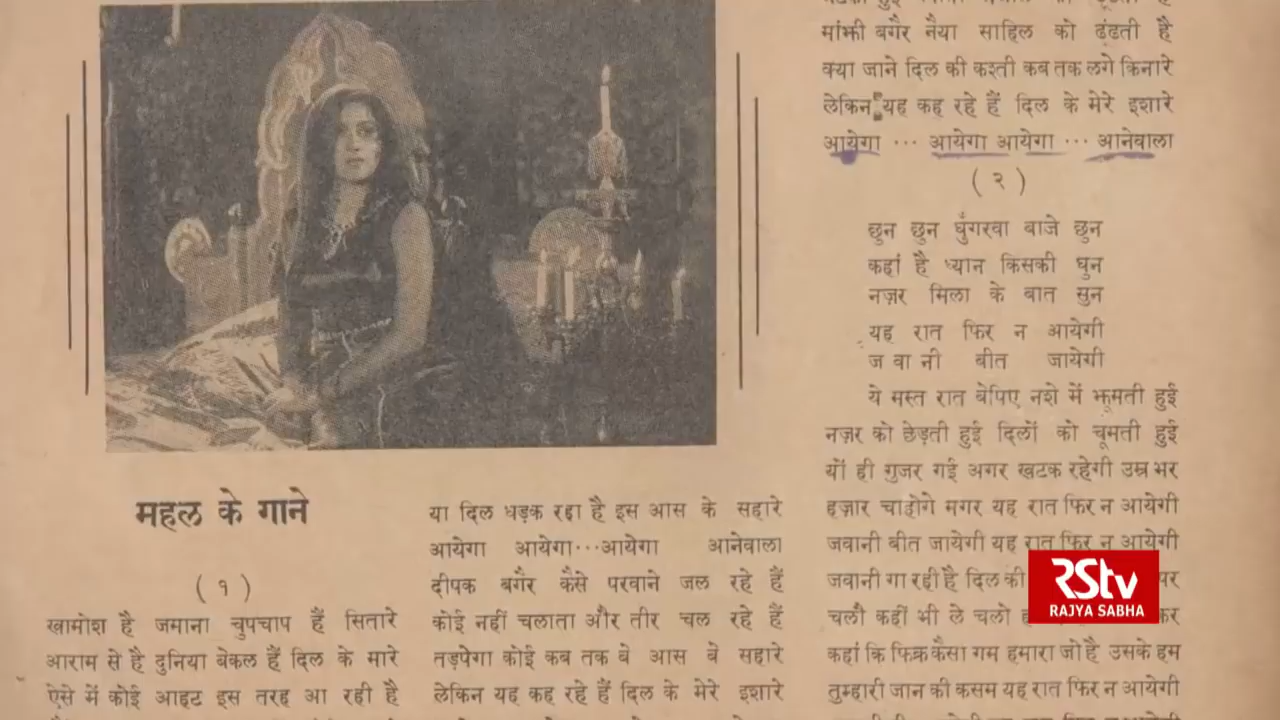 महल के गाने
( १ )
खामोश है जमाना चुपचाप हैं सितारे
आराम से है दुनिया बेकल हैं दिल के मारे
ऐसे में कोई आहट इस तरह आ रही है
या दिल धड़क रहा है इस आस के सहारे
आयेगा आयेगा···आयेगा आनेवाला
दीपक बगैर कैसे परवाने जल रहे हैं
कोई नहीं चलाता और तीर चल रहे हैं
तड़पेगा कोई कब तक बे आस बे सहारे
लेकिन यह कह रहे हैं दिल के मेरे इशारे
मांझी बगैर नैया साहिल को ढूंढती है
क्या जाने दिल की कश्ती कब तक लगे किनारे
लेकिन यह कह रहे हैं दिल के मेरे इशारे
आयेगा ··· आयेगा आयेगा ··· आनेवाला
( २ )
छुन छुन घुँगरवा बाजे छुन
कहां है ध्यान किसकी धुन
नज़र मिला के बात सुन
यह रात फिर न आयेगी
ज वा नी बीत जायेगी
ये मस्त रात बेपिए नशे में झूमती हुई
नज़र को छेड़ती हुई दिलों को चूमती हुई
यों ही गुजर गई अगर खटक रहेगी उम्र भर
हज़ार चाहोगे मगर यह रात फिर न आयेगी
जवानी बीत जायेगी यह रात फिर न आयेगी
जवानी गा रही है दिल की पर
चलो कहीं भी ले चलो कर
कहां कि फिक्र कैसा गम हमारा जो है उसके हम
तुम्हारी जान की कसम यह रात फिर न आयेगी
RStv
RAJYA SABHA